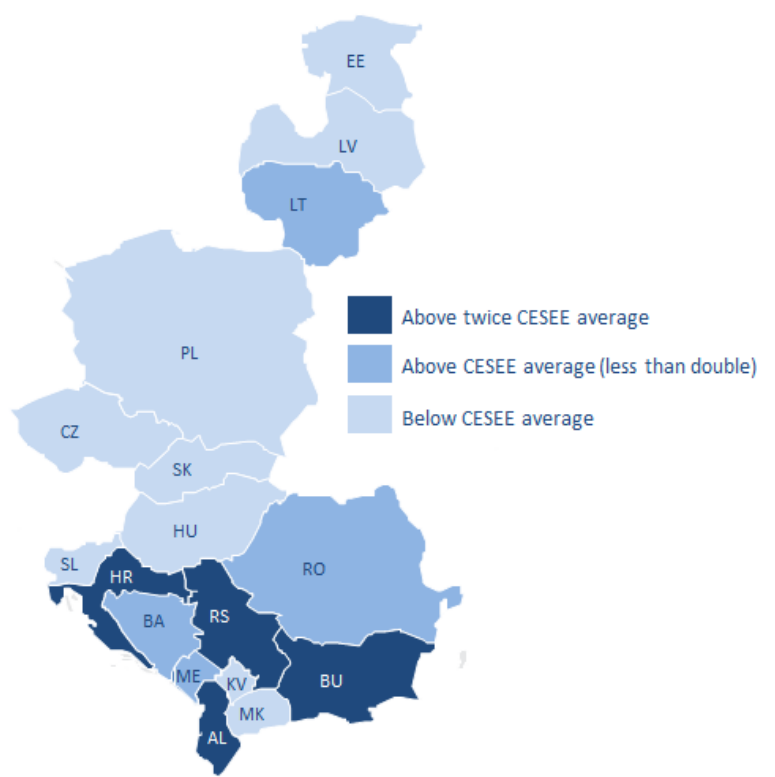 EE
LV
LT
PL
Above twice CESEE average
Above CESEE average (less than double)
Below CESEE average
CZ
SK
HU
SL
HR
RO
BA
RS
ME
KV
BU
MK
AL